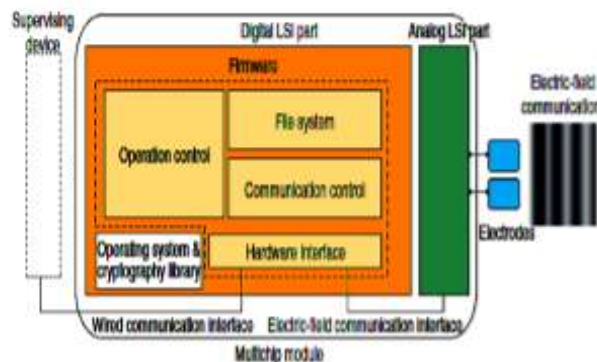 Supervising
device
Digital LSI part
Analog LSI part
Firmware
Electric-field
communication
File system
Operation control
Communication control
Operating system &
cryptography library
Hardware interface
Electrodes
Wired communication interface
Electric-field communication interface
Multichip module